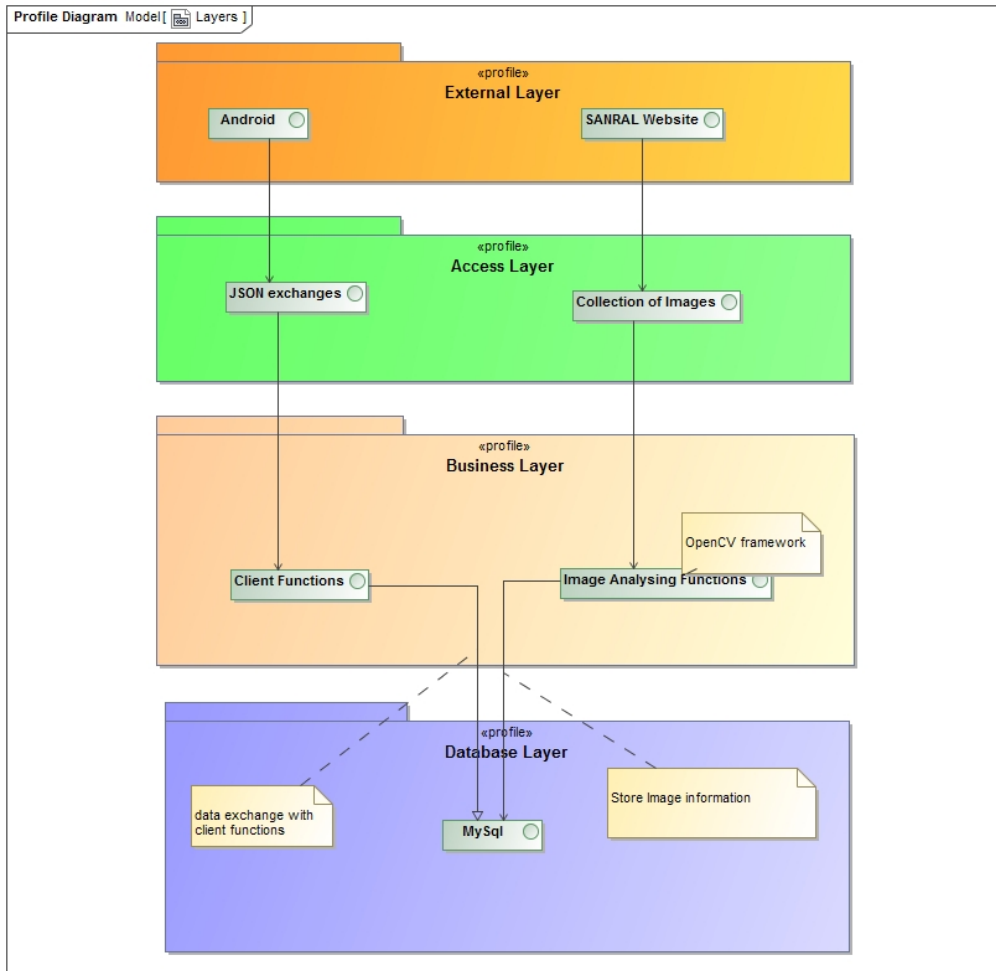 Profile Diagram Model[ Layers ]
«profile»
External Layer
Android
SANRAL Website
«profile»
Access Layer
JSON exchanges
Collection of Images
«profile»
Business Layer
OpenCV framework
Client Functions
Image Analysing Functions
«profile»
Database Layer
data exchange with
client functions
Store Image information
MySql